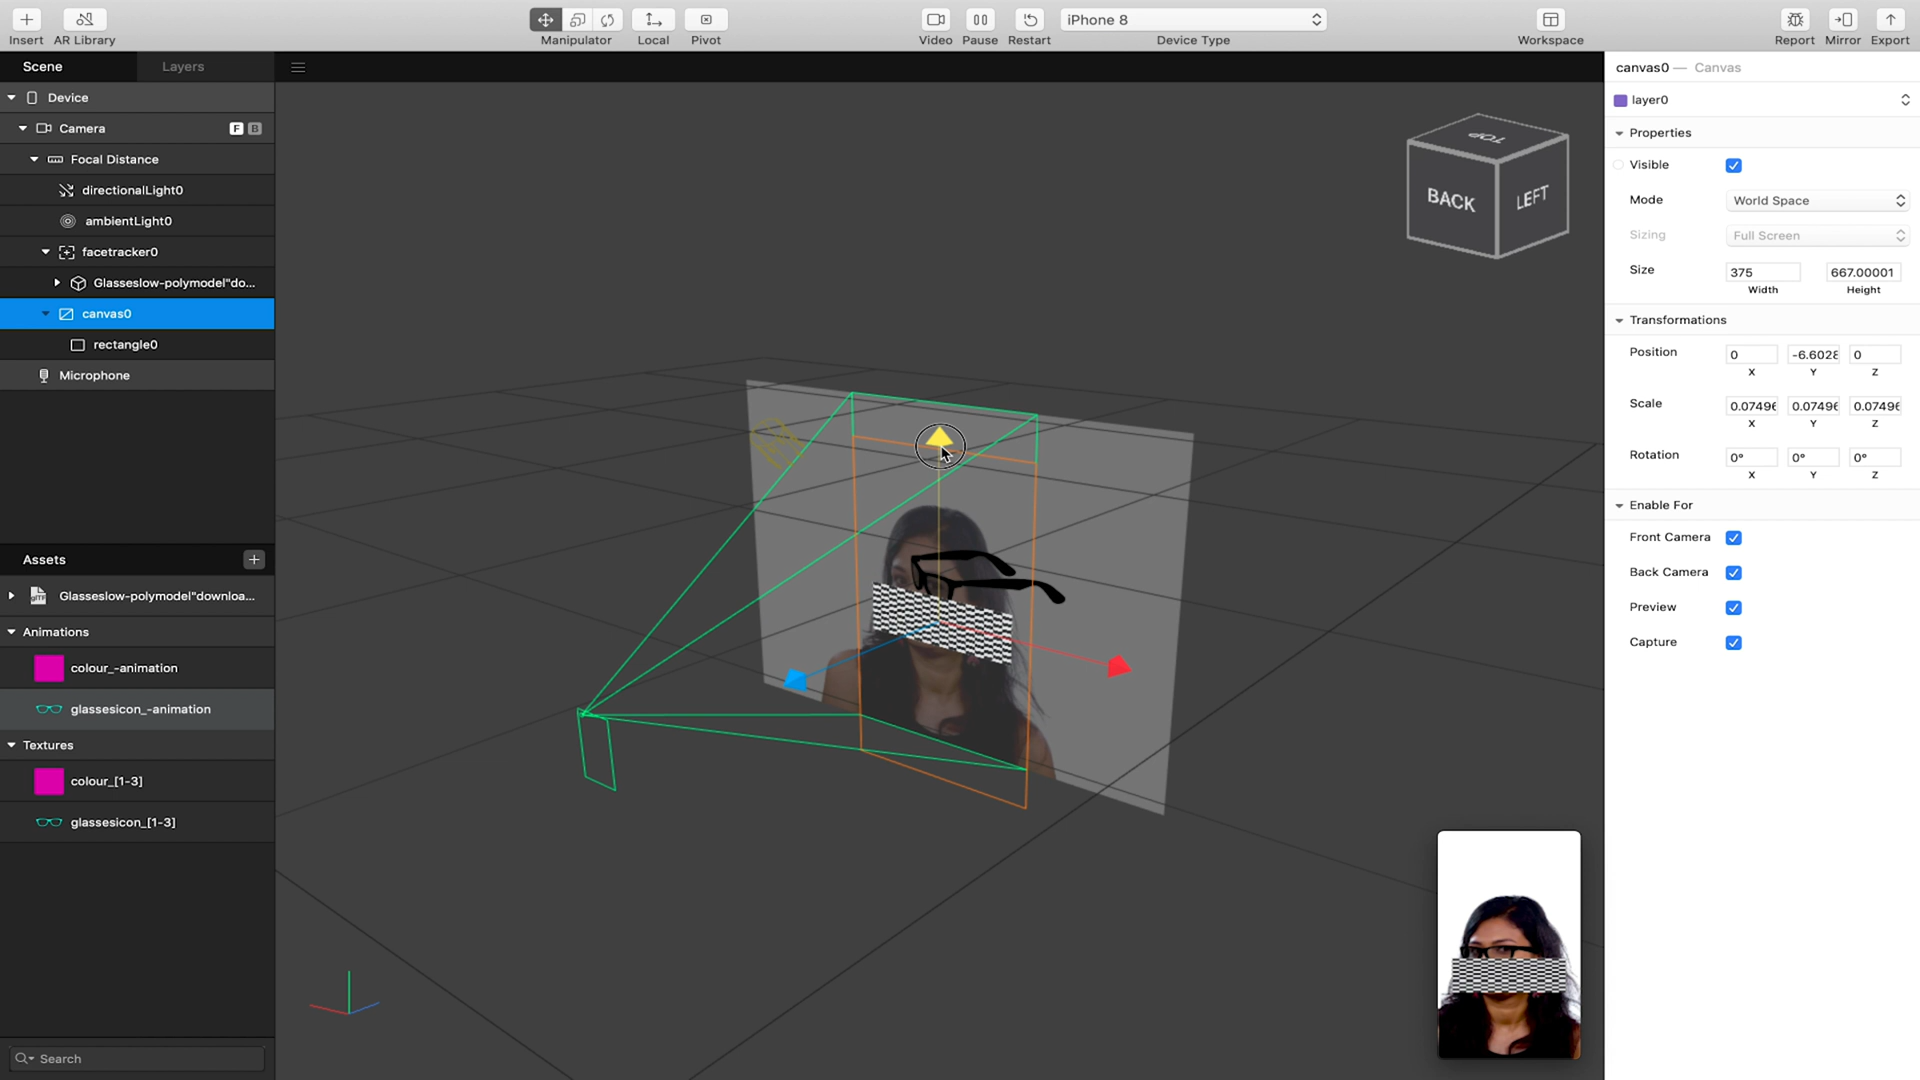 iPhone 8
Insert AR Library Manipulator Local Pivot Video Pause Restart Device Type Workspace Report Mirror Export
Scene Layers
Device
Camera F B
Focal Distance
directionalLight0
ambientLight0
facetracker0
Glasseslow-polymodel"do...
canvas0
rectangle0
Microphone
Assets
Glasseslow-polymodel"downloa...
Animations
colour_-animation
glassesicon_-animation
Textures
colour_[1-3]
glassesicon_[1-3]
Search
TOP
BACK LEFT
canvas0 — Canvas
layer0
Properties
Visible
Mode World Space
Sizing Full Screen
Size 375 667.00001
Width Height
Transformations
Position 0 -6.6028 0
X Y Z
Scale 0.0749 0.0749 0.0749
X Y Z
Rotation 0° 0° 0°
X Y Z
Enable For
Front Camera
Back Camera
Preview
Capture